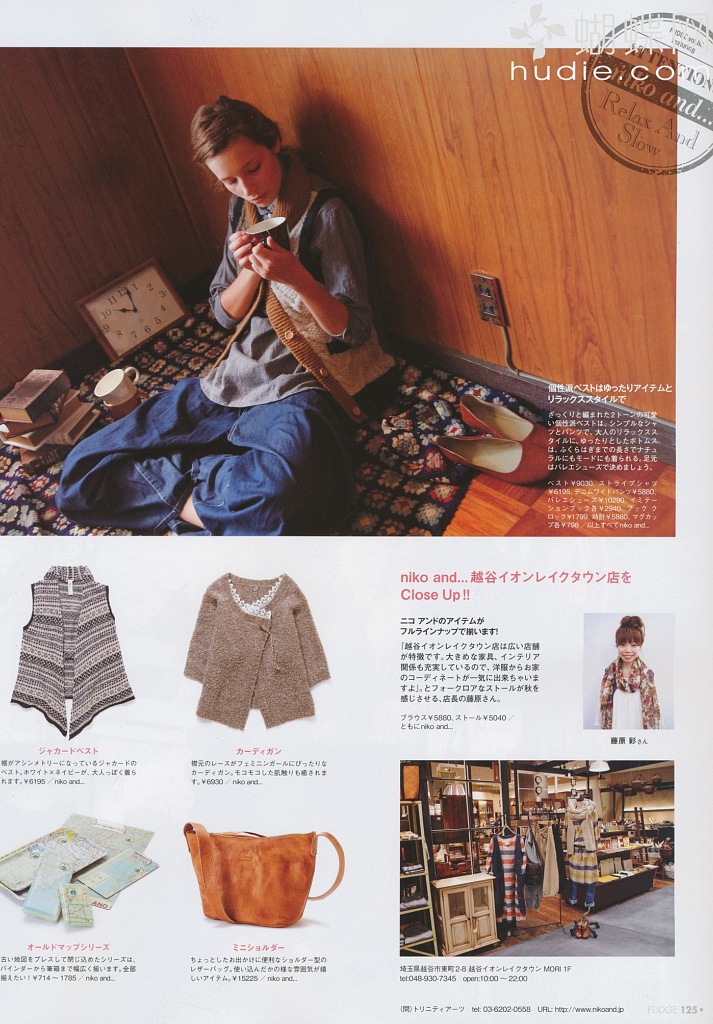 蝴蝶网
hudie.com
ATTENTION
niko and...
Relax And
Slow
個性派ベストはゆったりアイテムと
リラックススタイルで
ざっくりと編まれた2トーンの可愛
い個性派ベストは、シンプルなシャ
ツとパンツで、大人のリラックスス
タイルに。ゆったりとしたボトムス
は、ふくらはぎまでの長さでナチュ
ラルにもモードにも着られる。足元
はバレエシューズで決めましょう。
ベスト¥9030、ストライプシャツ
¥6195、デニムワイドパンツ¥5880、
バレエシューズ¥10290、イミテー
ションブック各¥2940、ブック ク
ロック¥1799、時計¥5880、マグカッ
プ各¥798／以上すべてniko and...
ジャカードベスト
裾がアシンメトリーになっているジャカードの
ベスト。ホワイト×ネイビーが、大人っぽく着ら
れます。¥6195 ／ niko and...
カーディガン
襟元のレースがフェミニンガールにぴったりな
カーディガン。モコモコした肌触りも癒されま
す。¥6930 ／ niko and...
オールドマップシリーズ
古い地図をプレスして閉じ込めたシリーズは、
バインダーから筆箱まで幅広く揃います。全部
揃えたい！¥714 〜 1785 ／ niko and...
ミニショルダー
ちょっとしたお出かけに便利なショルダー型の
レザーバッグ。使い込んだかの様な雰囲気が嬉
しいアイテム。¥15225 ／ niko and...
niko and... 越谷イオンレイクタウン店を
Close Up !!
ニコ アンドのアイテムが
フルラインナップで揃います!
「越谷イオンレイクタウン店は広い店舗
が特徴です。大きめな家具、インテリア
関係も充実しているので、洋服からお家
のコーディネートが一気に出来ちゃいま
すよ」。とフォークロアなストールが秋を
感じさせる、店長の藤原さん。
ブラウス¥5880、ストール¥5040 ／
ともにniko and...
藤原 彩さん
埼玉県越谷市東町2-8 越谷イオンレイクタウン MORI 1F
tel:048-930-7345 open:10:00 〜 22:00
(問)トリニティアーツ tel: 03-6202-0558 URL: http://www.nikoand.jp
FUDGE 125